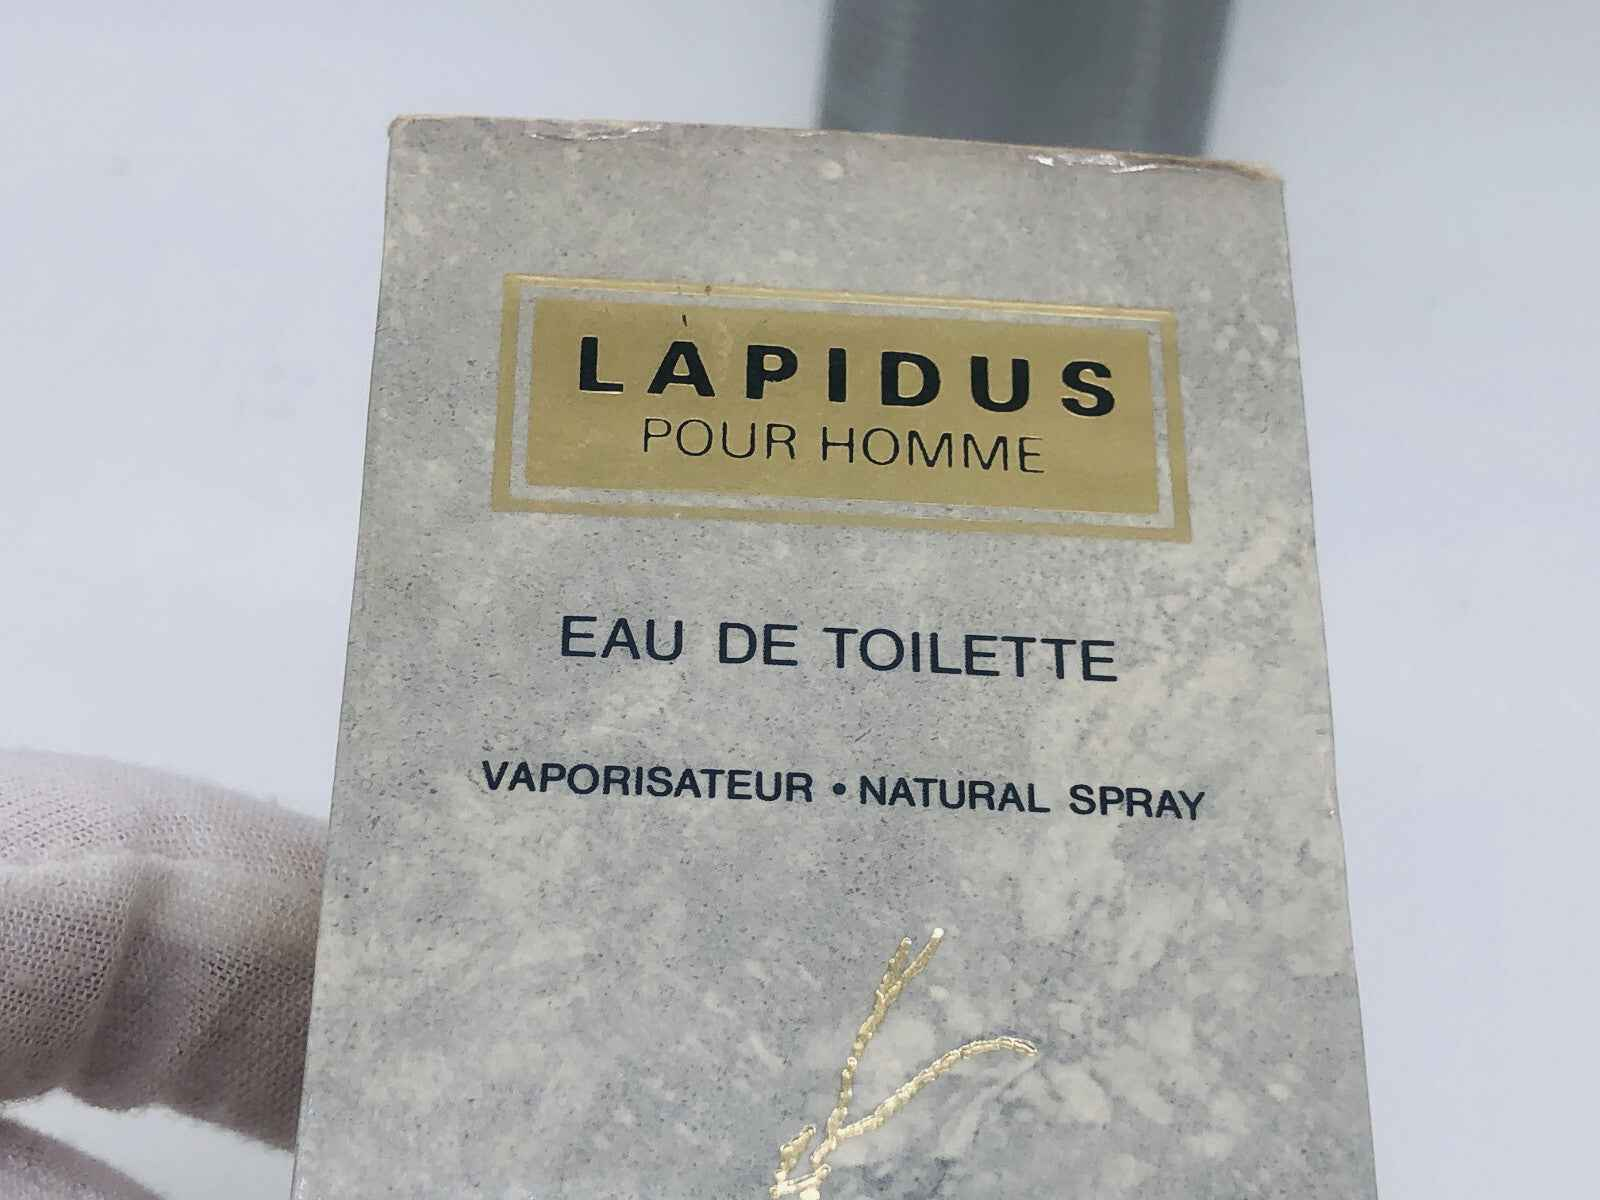 LAPIDUS
POUR HOMME
EAU DE TOILETTE
VAPORISATEUR • NATURAL SPRAY